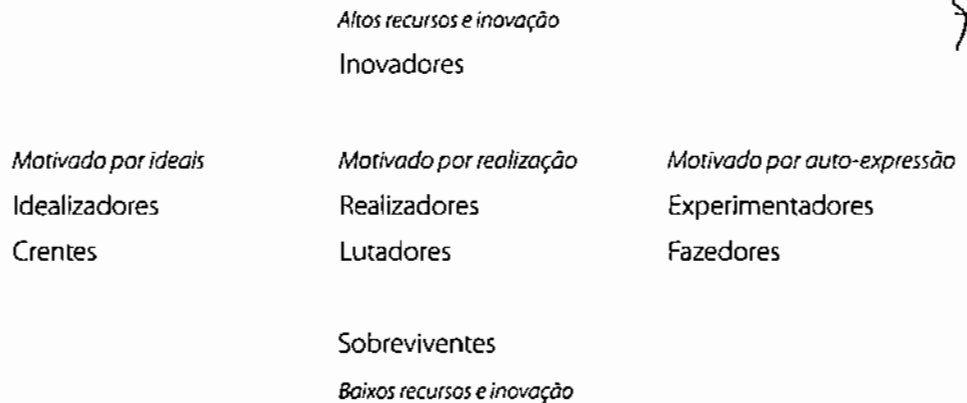 Altos recursos e inovação
Inovadores
Motivado por ideais Motivado por realização Motivado por auto-expressão
Idealizadores Realizadores Experimentadores
Crentes Lutadores Fazedores
Sobreviventes
Baixos recursos e inovação